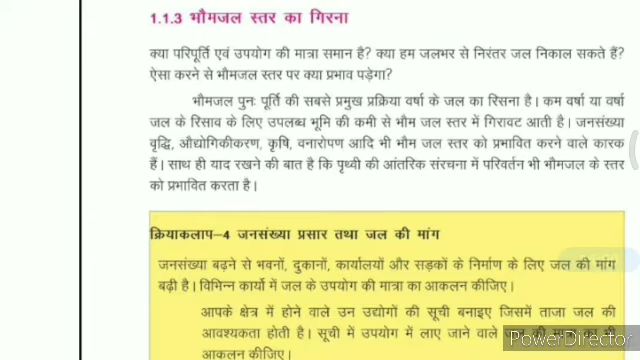 1.1.3 भौमजल स्तर का गिरना
क्या परिपूर्ति एवं उपयोग की मात्रा समान है? क्या हम जलभर से निरंतर जल निकाल सकते हैं?
ऐसा करने से भौमजल स्तर पर क्या प्रभाव पड़ेगा?
भौमजल पुनः पूर्ति की सबसे प्रमुख प्रक्रिया वर्षा के जल का रिसना है। कम वर्षा या वर्षा
जल के रिसाव के लिए उपलब्ध भूमि की कमी से भौम जल स्तर में गिरावट आती है। जनसंख्या
वृद्धि, औद्योगिकीकरण, कृषि, वनारोपण आदि भी भौम जल स्तर को प्रभावित करने वाले कारक
हैं। साथ ही याद रखने की बात है कि पृथ्वी की आंतरिक संरचना में परिवर्तन भी भौमजल के स्तर
को प्रभावित करता है।
क्रियाकलाप–4 जनसंख्या प्रसार तथा जल की मांग
जनसंख्या बढ़ने से भवनों, दुकानों, कार्यालयों और सड़कों के निर्माण के लिए जल की मांग
बढ़ी है। विभिन्न कार्यो में जल के उपयोग की मात्रा का आकलन कीजिए।
आपके क्षेत्र में होने वाले उन उद्योगों की सूची बनाइए जिसमें ताजा जल की
आवश्यकता होती है। सूची में उपयोग में लाए जाने वाले जल की मात्रा का भी
आकलन कीजिए।
PowerDirector